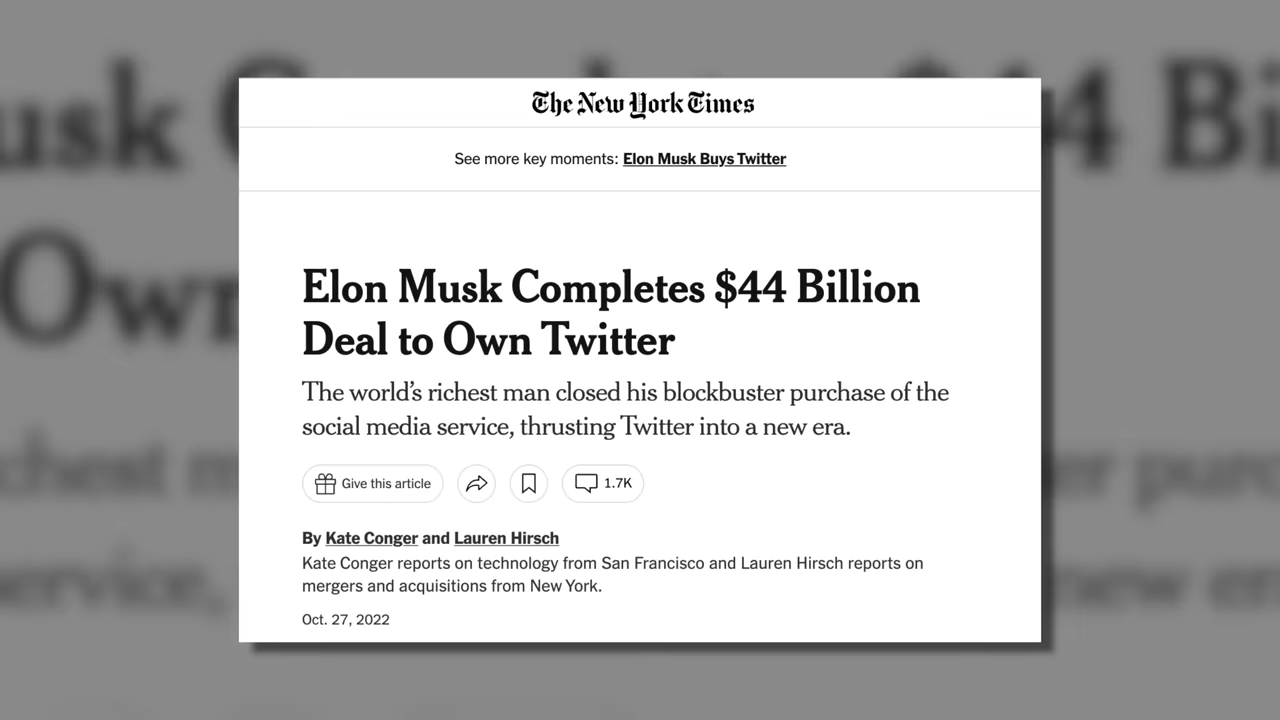 The New York Times
See more key moments: Elon Musk Buys Twitter
Elon Musk Completes $44 Billion
Deal to Own Twitter
The world’s richest man closed his blockbuster purchase of the
social media service, thrusting Twitter into a new era.
Give this article
1.7K
By Kate Conger and Lauren Hirsch
Kate Conger reports on technology from San Francisco and Lauren Hirsch reports on
mergers and acquisitions from New York.
Oct. 27, 2022